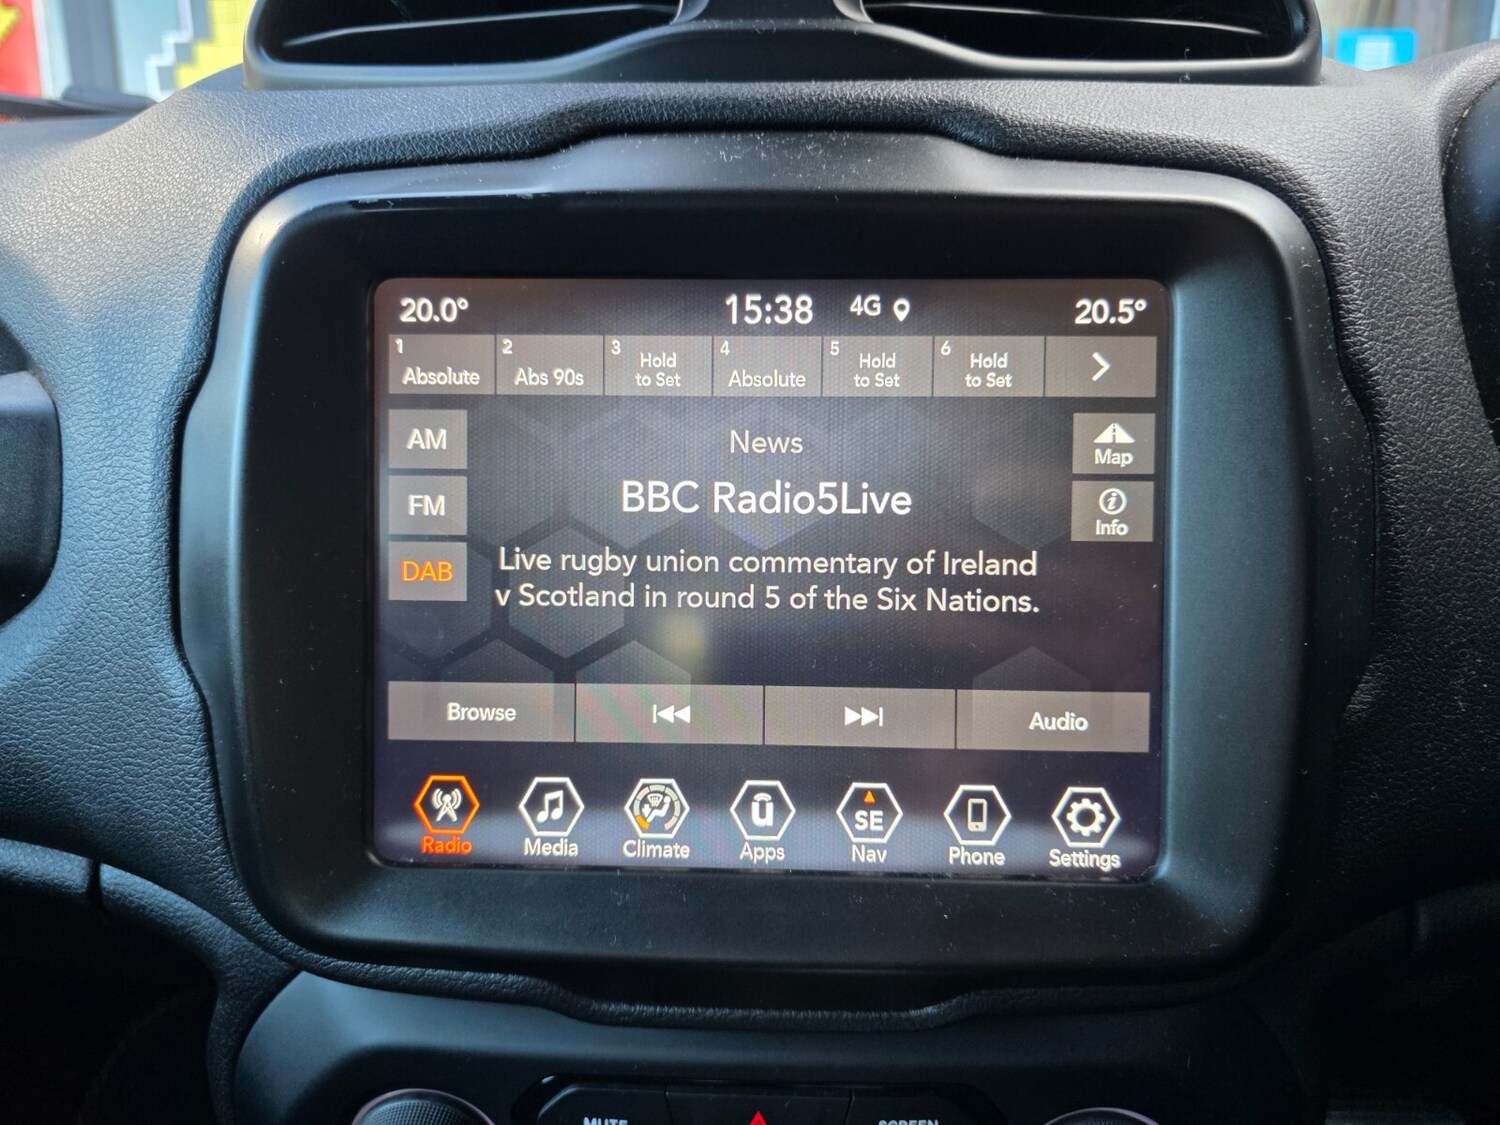 20.0° 15:38 4G 20.5°
1 Absolute
2 Abs 90s
3 Hold
to Set
4 Absolute
5 Hold
to Set
6 Hold
to Set
AM
FM
DAB
News
BBC Radio5Live
Live rugby union commentary of Ireland
v Scotland in round 5 of the Six Nations.
Map
i
Info
Browse
Audio
Radio
Media
Climate
ū
Apps
SE
Nav
Phone
Settings
MUTE
SCREEN